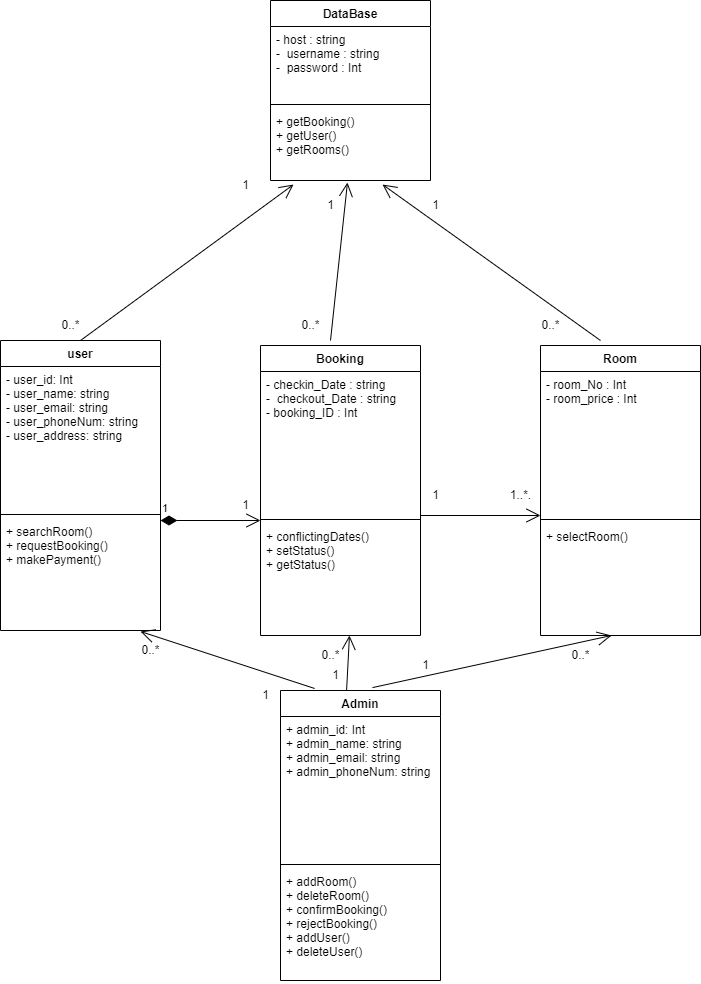 DataBase
- host : string
- username : string
- password : Int
+ getBooking()
+ getUser()
+ getRooms()
1
1
1
0..*
0..*
0..*
user
- user_id: Int
- user_name: string
- user_email: string
- user_phoneNum: string
- user_address: string
+ searchRoom()
+ requestBooking()
+ makePayment()
Booking
- checkin_Date : string
- checkout_Date : string
- booking_ID : Int
+ conflictingDates()
+ setStatus()
+ getStatus()
Room
- room_No : Int
- room_price : Int
+ selectRoom()
1
1
1
1..*.
0..*
0..*
0..*
1
1
1
Admin
+ admin_id: Int
+ admin_name: string
+ admin_email: string
+ admin_phoneNum: string
+ addRoom()
+ deleteRoom()
+ confirmBooking()
+ rejectBooking()
+ addUser()
+ deleteUser()